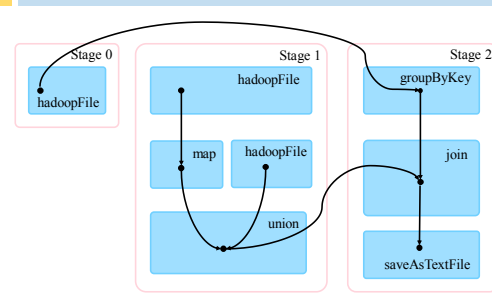 Stage 0
hadoopFile
Stage 1
hadoopFile
map
hadoopFile
union
Stage 2
groupByKey
join
saveAsTextFile